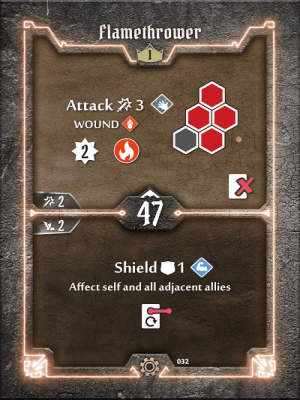 Flamethrower
1
Attack 3
WOUND
2
2
47
2
Shield 1
Affect self and all adjacent allies
032